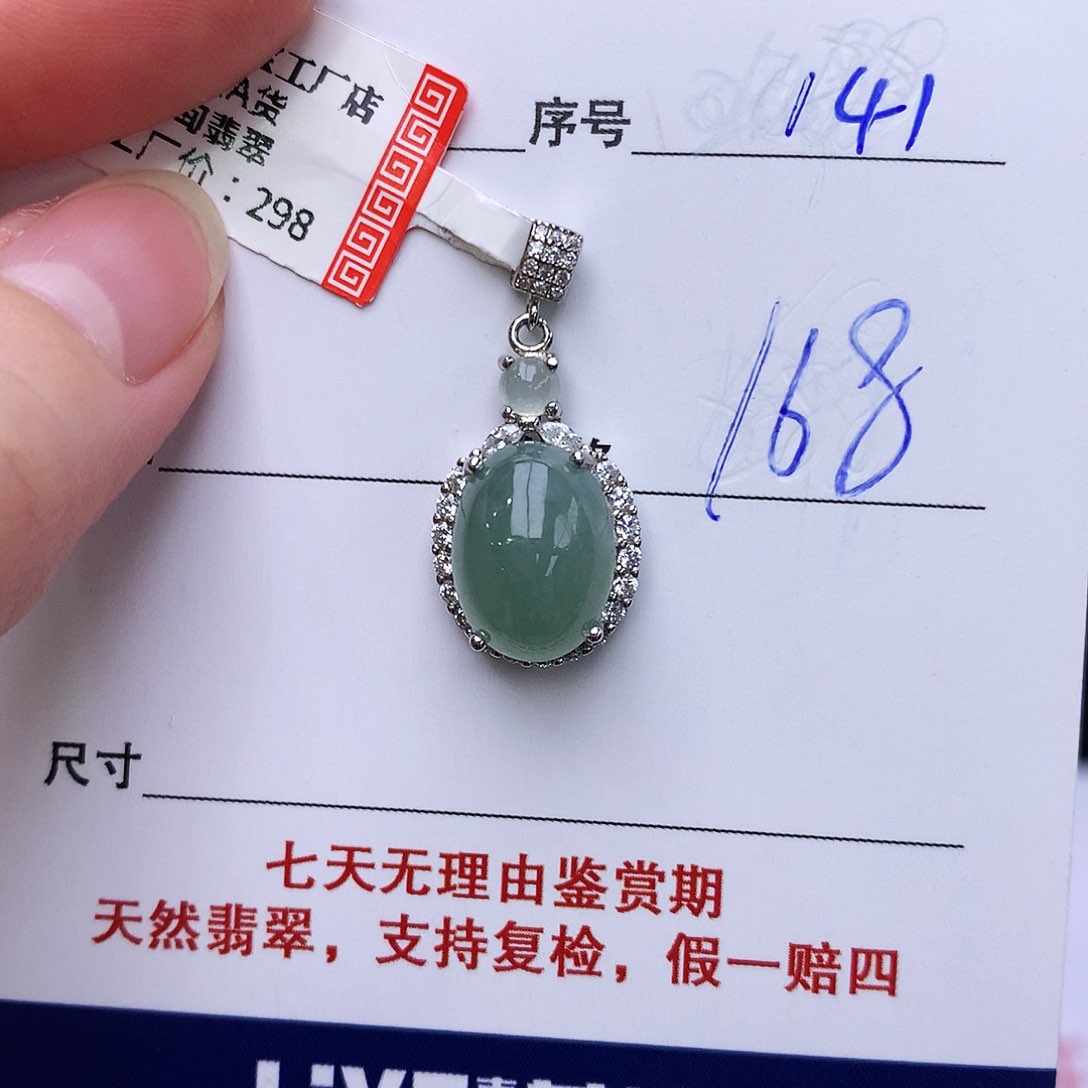 工厂店
A货
翡翠
厂价：298
序号 141
168
尺寸
七天无理由鉴赏期
天然翡翠，支持复检，假一赔四